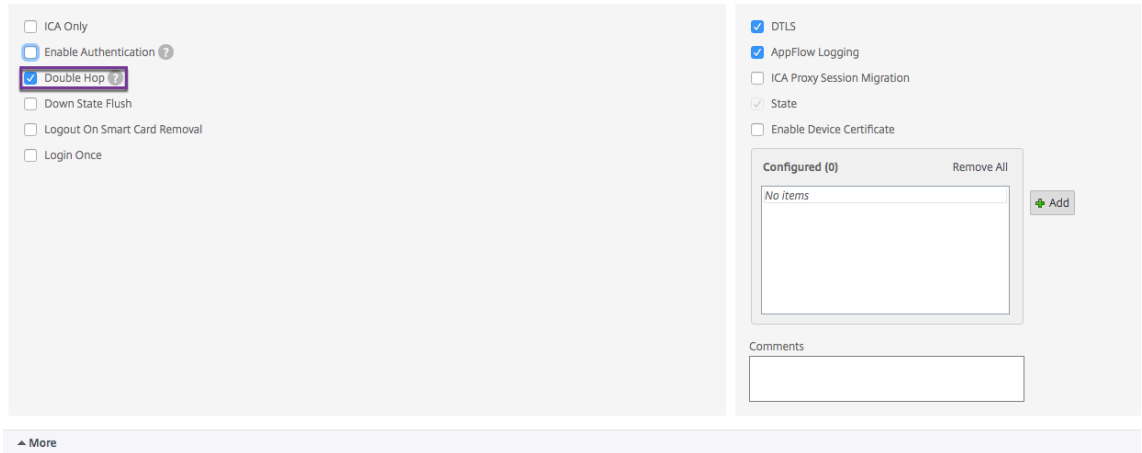 ICA Only
Enable Authentication ?
Double Hop ?
Down State Flush
Logout On Smart Card Removal
Login Once
DTLS
AppFlow Logging
ICA Proxy Session Migration
State
Enable Device Certificate
Configured (0) Remove All
No items
Add
Comments
More